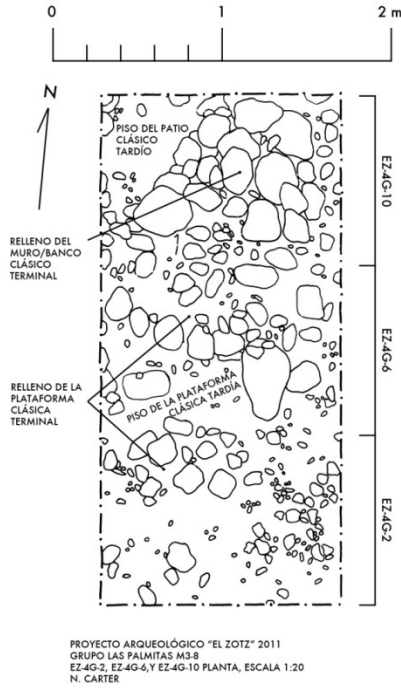 0
1
2 m
N
PISO DEL PATIO
CLÁSICO
TARDÍO
EZ-4G-10
RELLENO DEL
MURO/BANCO
CLÁSICO
TERMINAL
EZ-4G-6
RELLENO DE LA
PLATAFORMA
CLÁSICA
TERMINAL
PISO DE LA PLATAFORMA
CLÁSICA TARDÍA
EZ-4G-2
PROYECTO ARQUEOLÓGICO "EL ZOTZ" 2011
GRUPO LAS PALMITAS M3-8
EZ-4G-2, EZ-4G-6,Y EZ-4G-10 PLANTA, ESCALA 1:20
N. CARTER